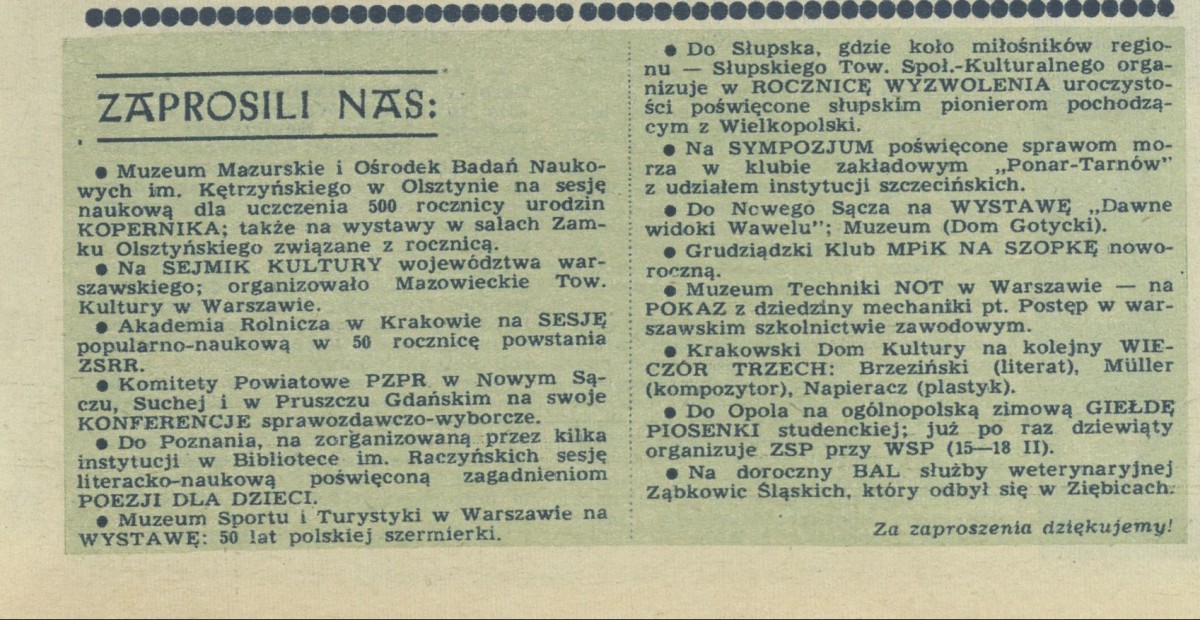 ZAPROSILI NAS:
● Muzeum Mazurskie i Ośrodek Badań Nauko-
wych im. Kętrzyńskiego w Olsztynie na sesję
naukową dla uczczenia 500 rocznicy urodzin
KOPERNIKA; także na wystawy w salach Zam-
ku Olsztyńskiego związane z rocznicą.
● Na SEJMIK KULTURY województwa war-
szawskiego; organizowało Mazowieckie Tow.
Kultury w Warszawie.
● Akademia Rolnicza w Krakowie na SESJĘ
popularno-naukową w 50 rocznicę powstania
ZSRR.
● Komitety Powiatowe PZPR w Nowym Są-
czu, Suchej i w Pruszczu Gdańskim na swoje
KONFERENCJE sprawozdawczo-wyborcze.
● Do Poznania, na zorganizowaną przez kilka
instytucji w Bibliotece im. Raczyńskich sesję
literacko-naukową poświęconą zagadnieniom
POEZJI DLA DZIECI.
● Muzeum Sportu i Turystyki w Warszawie na
WYSTAWĘ: 50 lat polskiej szermierki.
● Do Słupska, gdzie koło miłośników regio-
nu — Słupskiego Tow. Społ.-Kulturalnego orga-
nizuje w ROCZNICĘ WYZWOLENIA uroczysto-
ści poświęcone słupskim pionierom pochodzą-
cym z Wielkopolski.
● Na SYMPOZJUM poświęcone sprawom mo-
rza w klubie zakładowym „Ponar-Tarnów”
z udziałem instytucji szczecińskich.
● Do Nowego Sącza na WYSTAWĘ „Dawne
widoki Wawelu”; Muzeum (Dom Gotycki).
● Grudziądzki Klub MPiK NA SZOPKĘ nowo-
roczną.
● Muzeum Techniki NOT w Warszawie — na
POKAZ z dziedziny mechaniki pt. Postęp w war-
szawskim szkolnictwie zawodowym.
● Krakowski Dom Kultury na kolejny WIE-
CZÓR TRZECH: Brzeziński (literat), Müller
(kompozytor), Napieracz (plastyk).
● Do Opola na ogólnopolską zimową GIEŁDĘ
PIOSENKI studenckiej; już po raz dziewiąty
organizuje ZSP przy WSP (15—18 II).
● Na doroczny BAL służby weterynaryjnej
Ząbkowic Śląskich, który odbył się w Ziębicach.
Za zaproszenia dziękujemy!